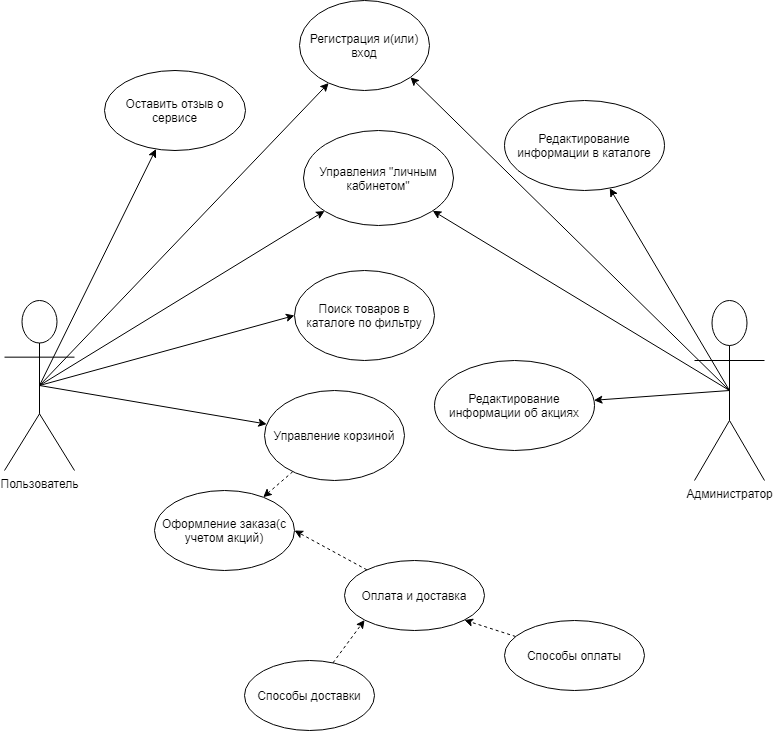 Регистрация и(или)
вход
Оставить отзыв о
сервисе
Редактирование
информации в каталоге
Управления "личным
кабинетом"
Поиск товаров в
каталоге по фильтру
Редактирование
информации об акциях
Управление корзиной
Пользователь
Администратор
Оформление заказа(с
учетом акций)
Оплата и доставка
Способы оплаты
Способы доставки